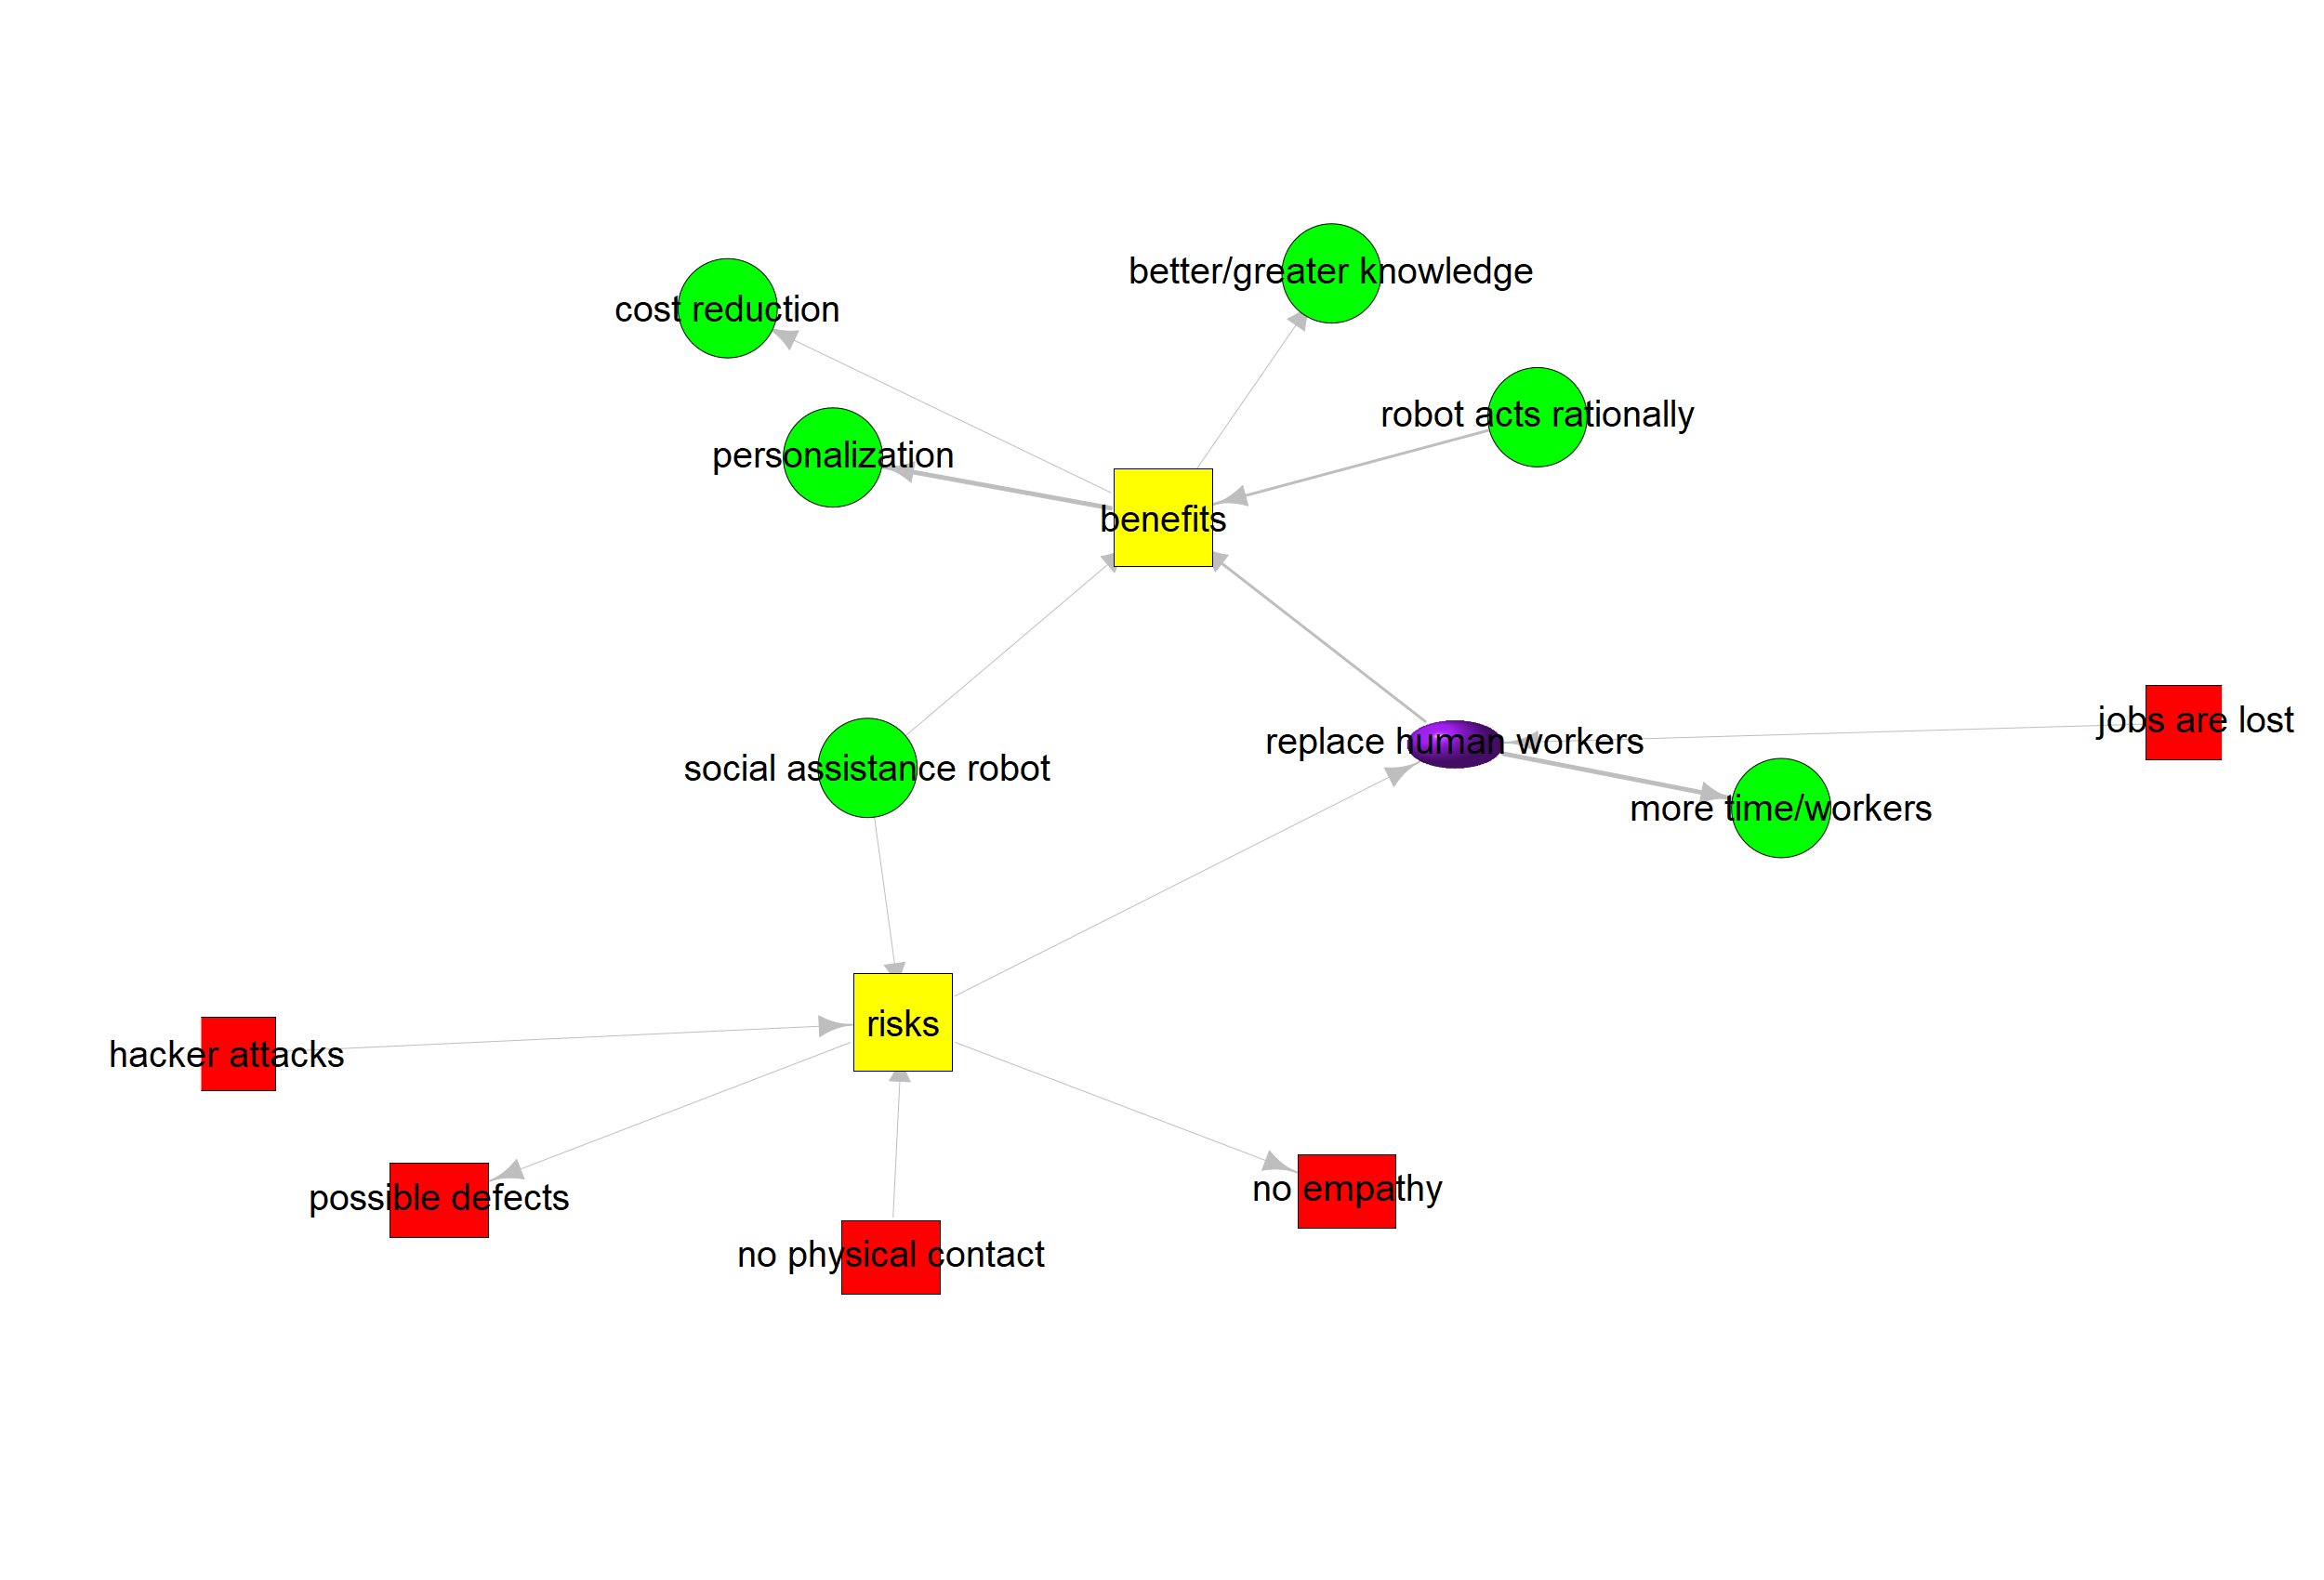 better/greater knowledge
cost reduction
robot acts rationally
personalization
benefits
jobs are lost
replace human workers
social assistance robot
more time/workers
risks
hacker attacks
no empathy
possible defects
no physical contact